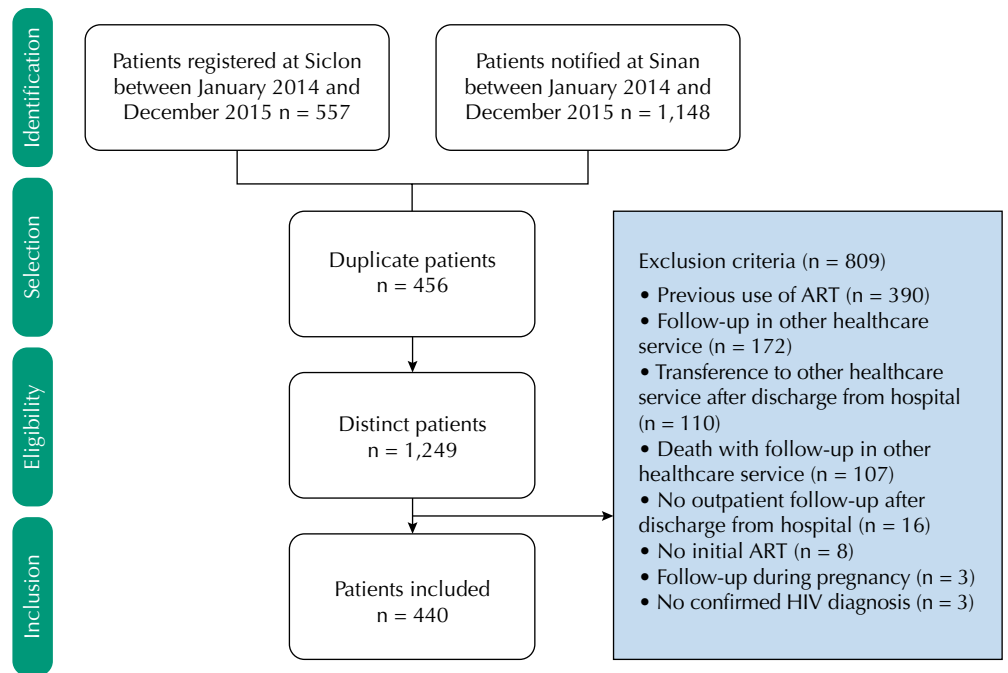 Identification
Patients registered at Siclon
between January 2014 and
December 2015 n = 557
Patients notified at Sinan
between January 2014 and
December 2015 n = 1,148
Selection
Duplicate patients
n = 456
Exclusion criteria (n = 809)
• Previous use of ART (n = 390)
• Follow-up in other healthcare
service (n = 172)
• Transference to other healthcare
service after discharge from hospital
(n = 110)
• Death with follow-up in other
healthcare service (n = 107)
• No outpatient follow-up after
discharge from hospital (n = 16)
• No initial ART (n = 8)
• Follow-up during pregnancy (n = 3)
• No confirmed HIV diagnosis (n = 3)
Eligibility
Distinct patients
n = 1,249
Inclusion
Patients included
n = 440